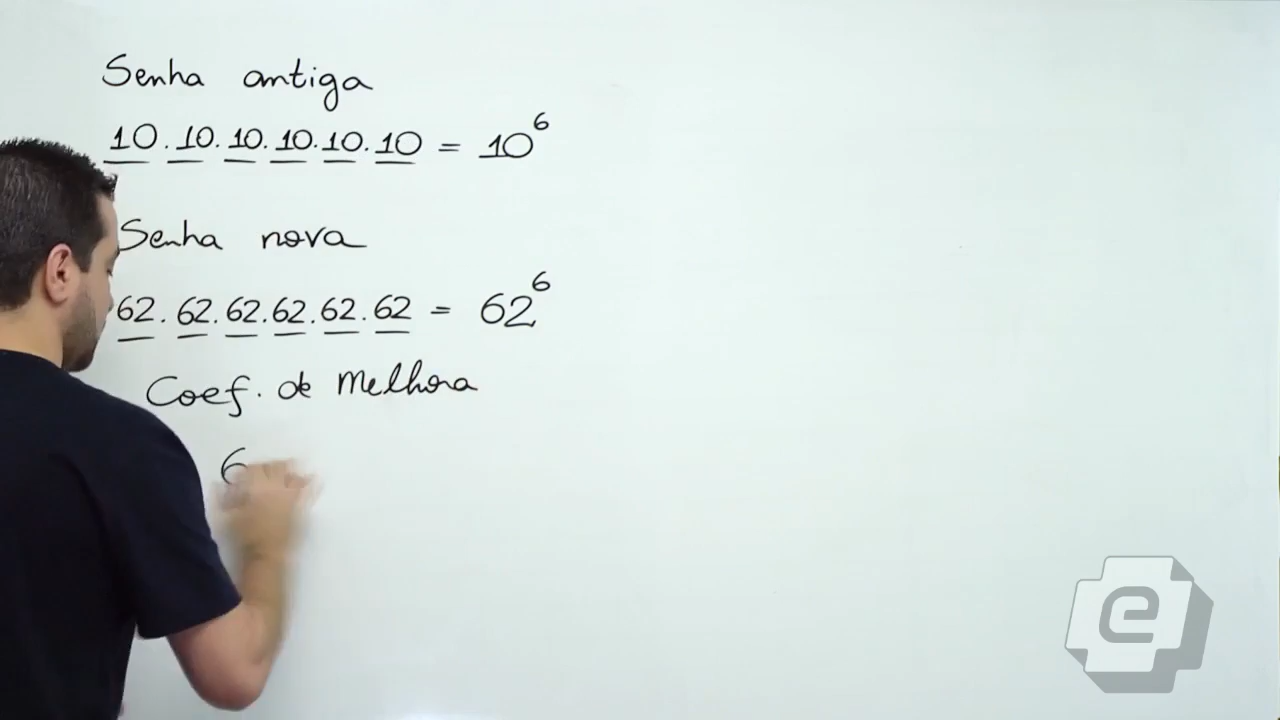 Senha antiga
10 . 10 . 10 . 10 . 10 . 10 = 10⁶
Senha nova
62 . 62 . 62 . 62 . 62 . 62 = 62⁶
Coef. de Melhora
6
e